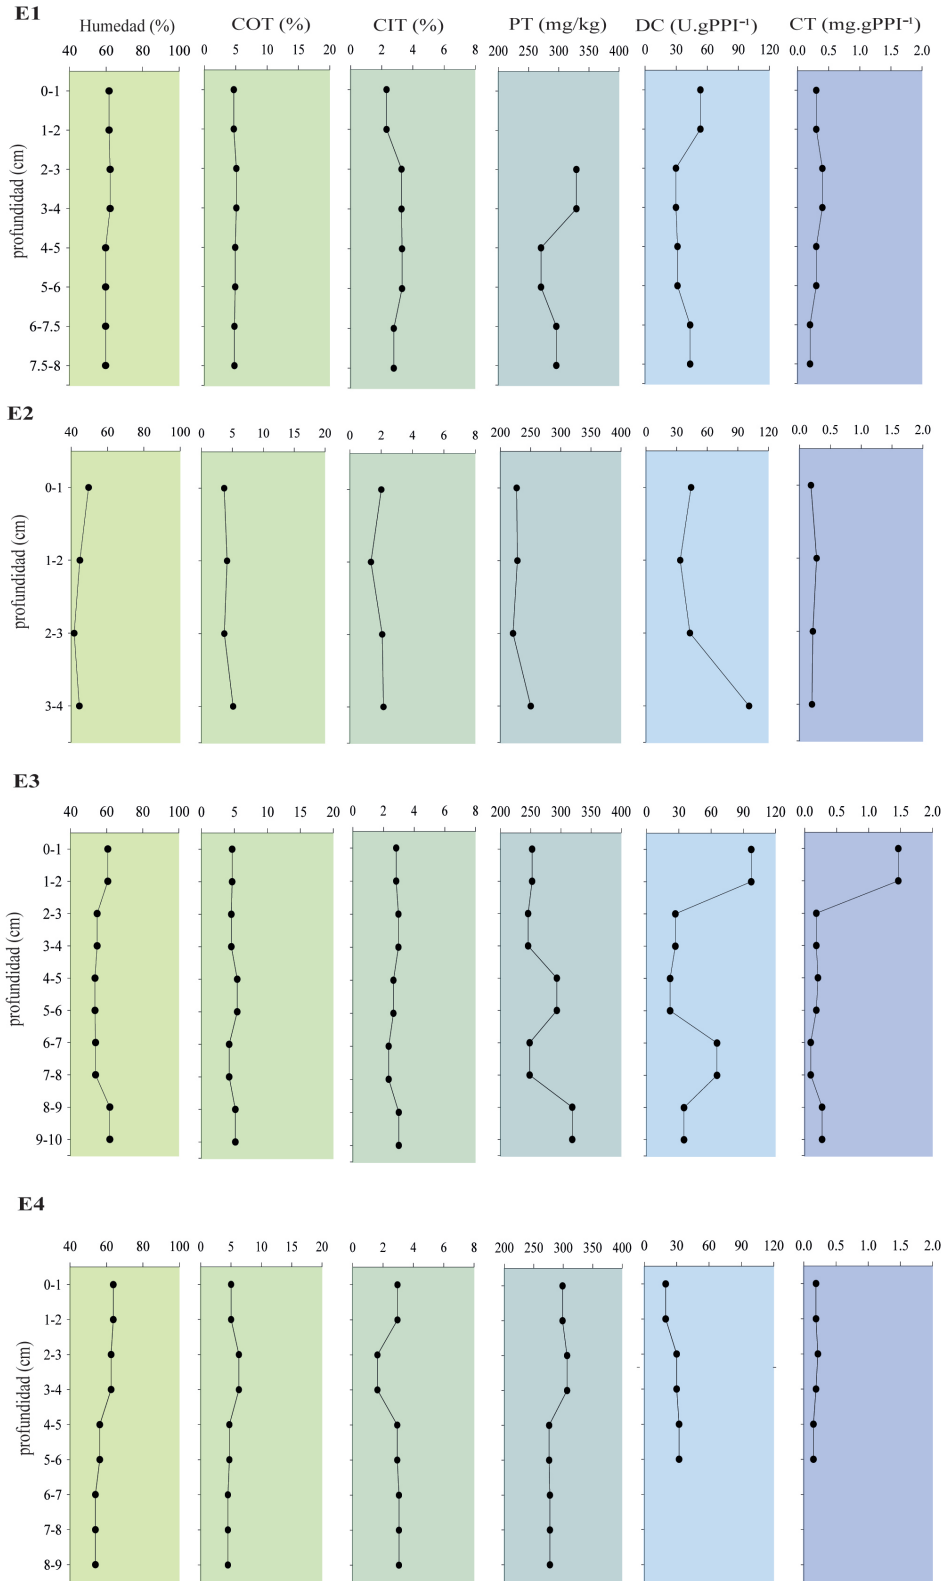 E1
Humedad (%) COT (%) CIT (%) PT (mg/kg) DC (U.gPPI⁻¹) CT (mg.gPPI⁻¹)
40 60 80 100 0 5 10 15 20 0 2 4 6 8 200 250 300 350 400 0 30 60 90 120 0.0 0.5 1.0 1.5 2.0
profundidad (cm)
0-1
1-2
2-3
3-4
4-5
5-6
6-7.5
7.5-8
E2
40 60 80 100 0 5 10 15 20 0 2 4 6 8 200 250 300 350 400 0 30 60 90 120 0.0 0.5 1.0 1.5 2.0
profundidad (cm)
0-1
1-2
2-3
3-4
E3
40 60 80 100 0 5 10 15 20 0 2 4 6 8 200 250 300 350 400 0 30 60 90 120 0.0 0.5 1.0 1.5 2.0
profundidad (cm)
0-1
1-2
2-3
3-4
4-5
5-6
6-7
7-8
8-9
9-10
E4
40 60 80 100 0 5 10 15 20 0 2 4 6 8 200 250 300 350 400 0 30 60 90 120 0.0 0.5 1.0 1.5 2.0
profundidad (cm)
0-1
1-2
2-3
3-4
4-5
5-6
6-7
7-8
8-9